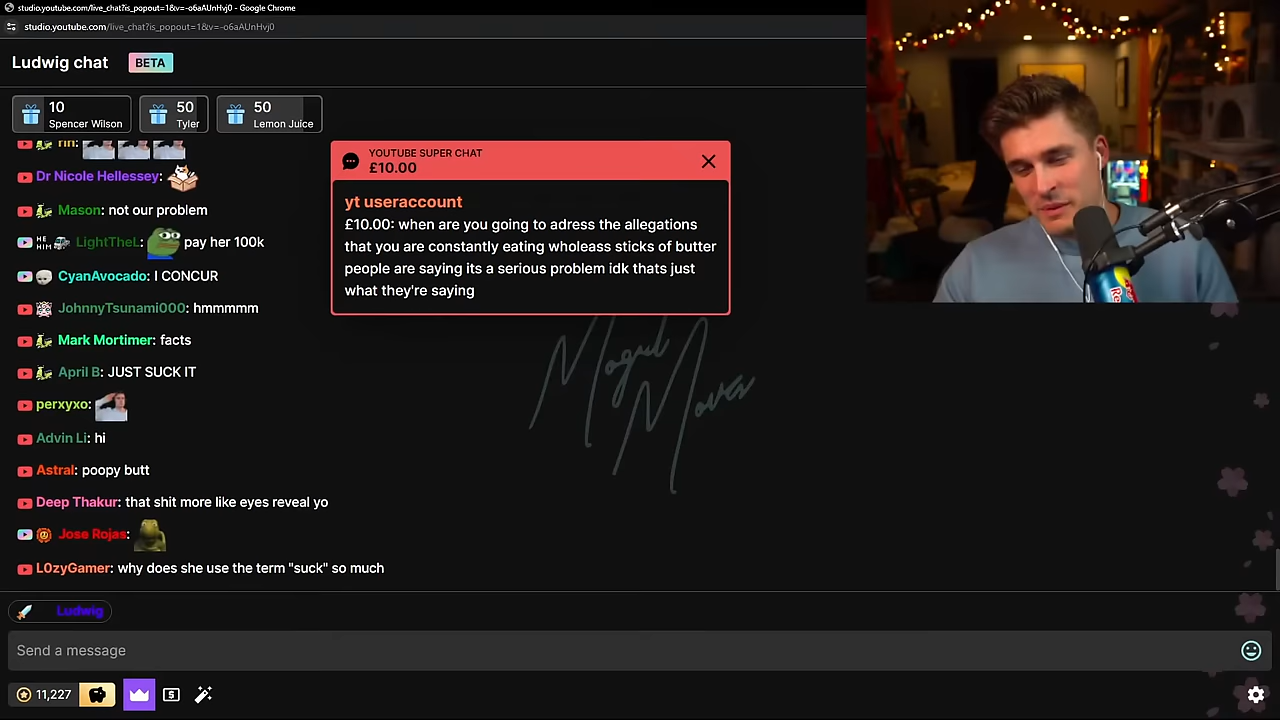 studio.youtube.com/live_chat?is_popout=1&v=-o6aAUnHvj0 - Google Chrome
studio.youtube.com/live_chat?is_popout=1&v=-o6aAUnHvj0
Ludwig chat BETA
10
Spencer Wilson
50
Tyler
50
Lemon Juice
Dr Nicole Hellessey:
Mason: not our problem
HE HIM LightTheL: pay her 100k
CyanAvocado: I CONCUR
JohnnyTsunami000: hmmmmm
Mark Mortimer: facts
April B: JUST SUCK IT
perxyxo:
Advin Li: hi
Astral: poopy butt
Deep Thakur: that shit more like eyes reveal yo
Jose Rojas:
L0zyGamer: why does she use the term "suck" so much
YOUTUBE SUPER CHAT
£10.00
yt useraccount
£10.00: when are you going to adress the allegations
that you are constantly eating wholeass sticks of butter
people are saying its a serious problem idk thats just
what they're saying
Mogul
Moves
Ludwig
Send a message
11,227